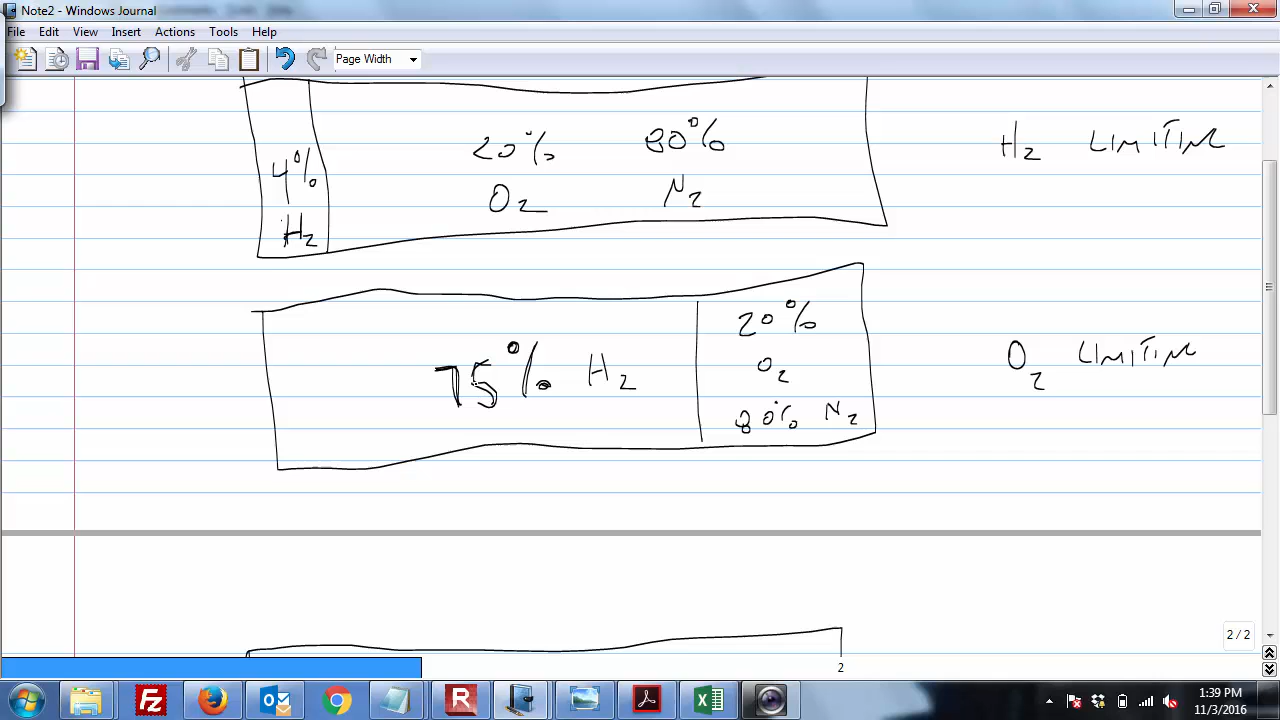 Note2 - Windows Journal
File Edit View Insert Actions Tools Help
Page Width
20% 80% H2 LIMITING
4% O2 N2
H2
20%
75% H2 O2 O2 LIMITING
80% N2
2 / 2
2
1:39 PM
11/3/2016